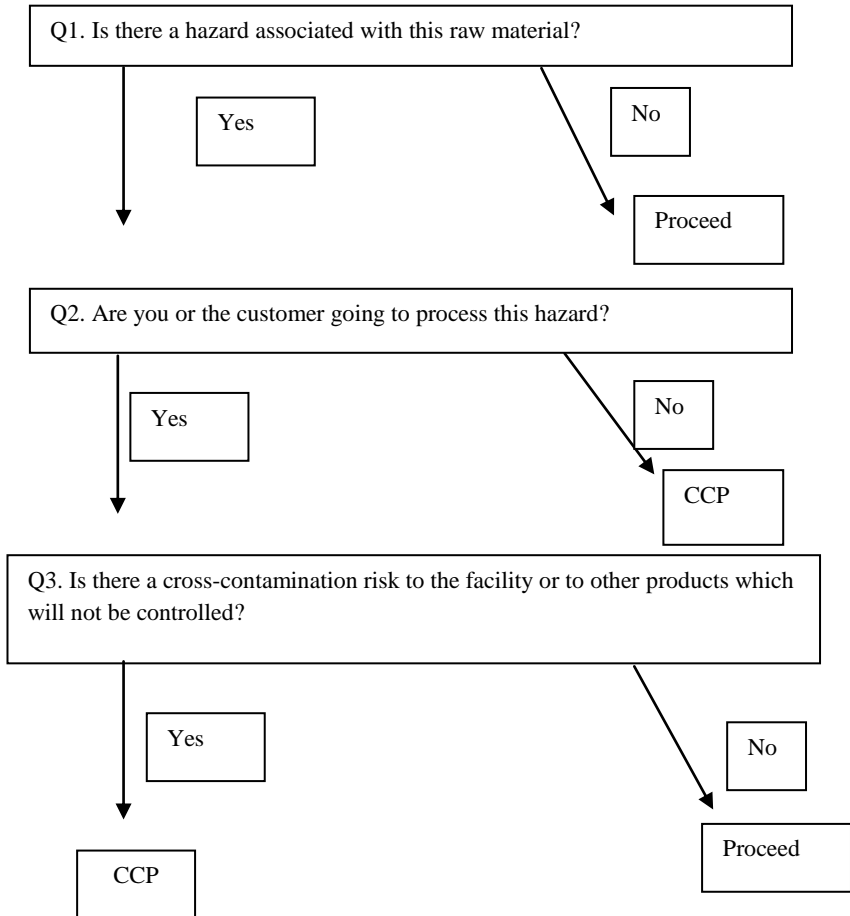 Q1. Is there a hazard associated with this raw material?
Yes
No
Proceed
Q2. Are you or the customer going to process this hazard?
Yes
No
CCP
Q3. Is there a cross-contamination risk to the facility or to other products which
will not be controlled?
Yes
No
CCP
Proceed